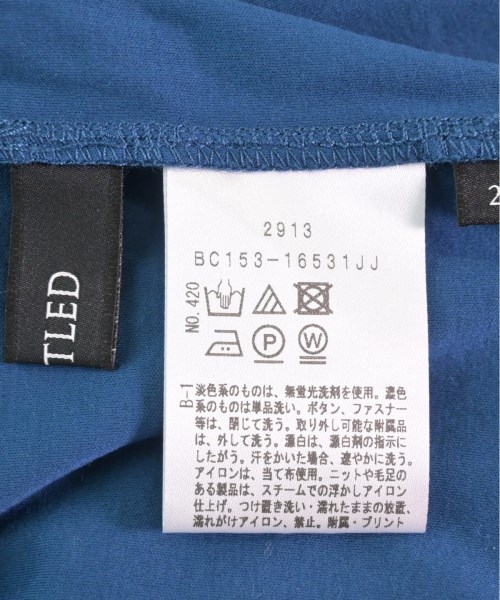 TLED
2
2913
BC153-16531JJ
NO. 420
P
W
B-1
淡色系のものは、無蛍光洗剤を使用。濃色
系のものは単品洗い。ボタン、ファスナー
等は、閉じて洗う。取り外し可能な附属品
は、外して洗う。漂白は、漂白剤の指示に
したがう。汗をかいた場合、速やかに洗う。
アイロンは、当て布使用。ニットや毛足の
ある製品は、スチームでの浮かしアイロン
仕上げ。つけ置き洗い・濡れたままの放置、
濡れがけアイロン、禁止。附属・プリント